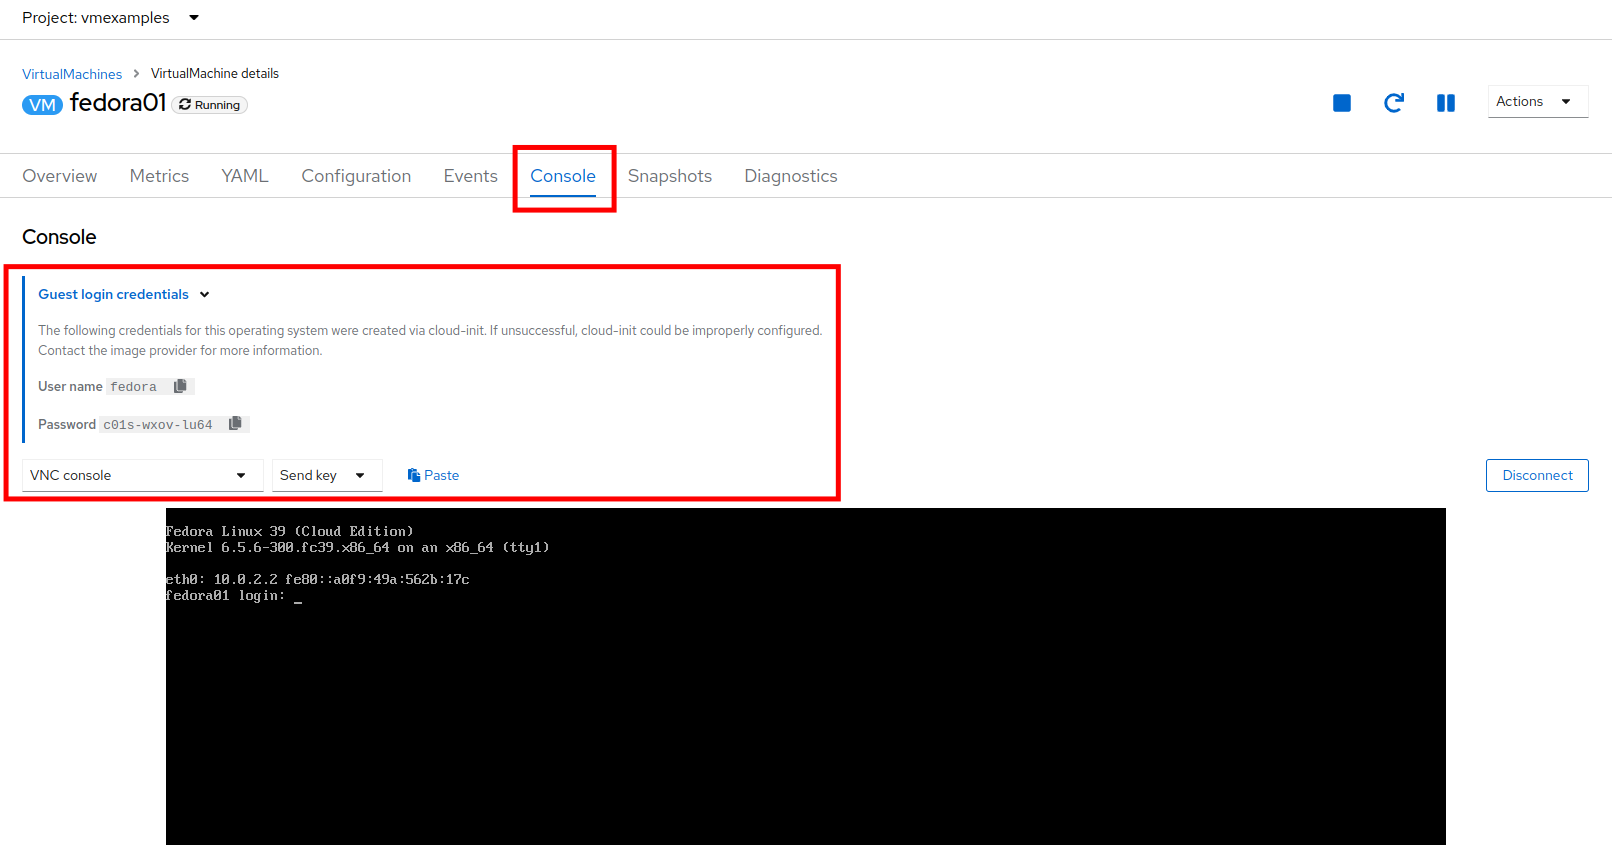 Project: vmexamples
VirtualMachines > VirtualMachine details
VM fedora01 Running
Actions
Overview Metrics YAML Configuration Events Console Snapshots Diagnostics
Console
Guest login credentials
The following credentials for this operating system were created via cloud-init. If unsuccessful, cloud-init could be improperly configured.
Contact the image provider for more information.
User name fedora
Password c01s-wxov-lu64
VNC console Send key Paste Disconnect
Fedora Linux 39 (Cloud Edition)
Kernel 6.5.6-300.fc39.x86_64 on an x86_64 (tty1)
eth0: 10.0.2.2 fe80::a0f9:49a:562b:17c
fedora01 login: _